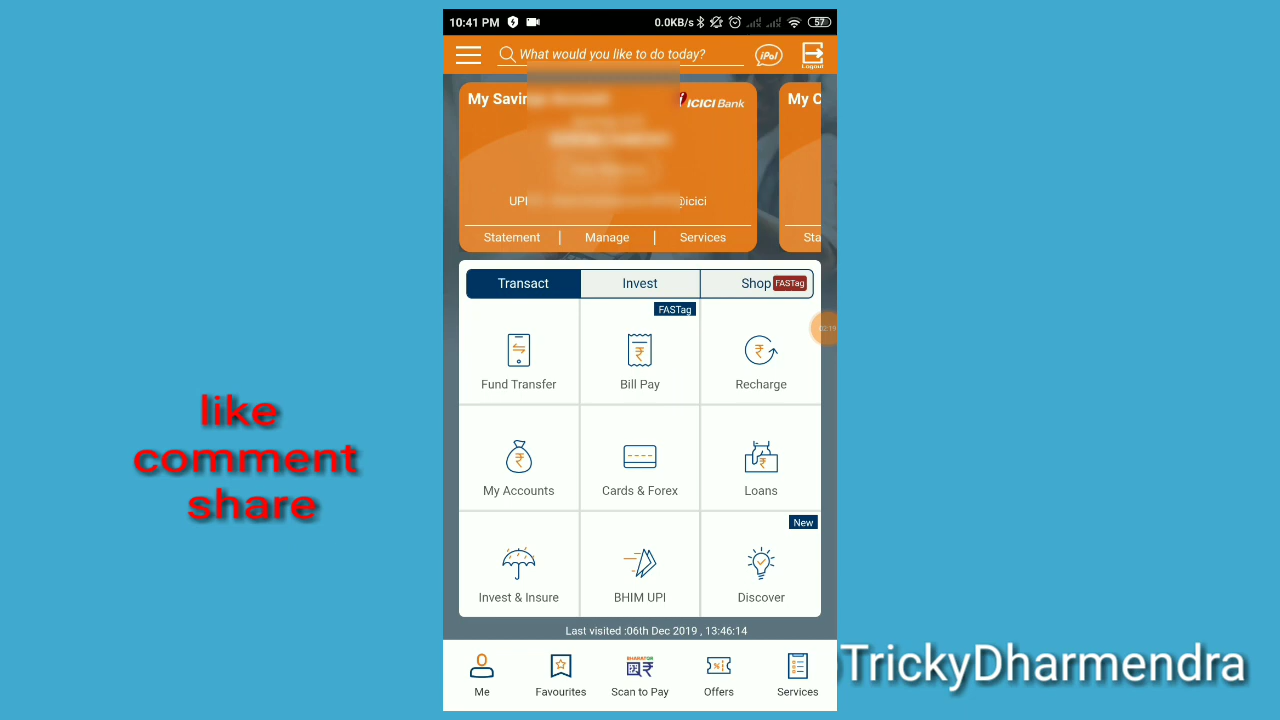 10:41 PM
0.0KB/s
57
What would you like to do today?
iPal
Logout
My
ICICI Bank
My C
UPI
@icici
Statement | Manage | Services
Sta
Transact
Invest
Shop
FASTag
FASTag
Fund Transfer
Bill Pay
Recharge
02:19
My Accounts
Cards & Forex
Loans
New
Invest & Insure
BHIM UPI
Discover
Last visited :06th Dec 2019 , 13:46:14
BHARATQR
Me
Favourites
Scan to Pay
Offers
Services
like
comment
share
TrickyDharmendra